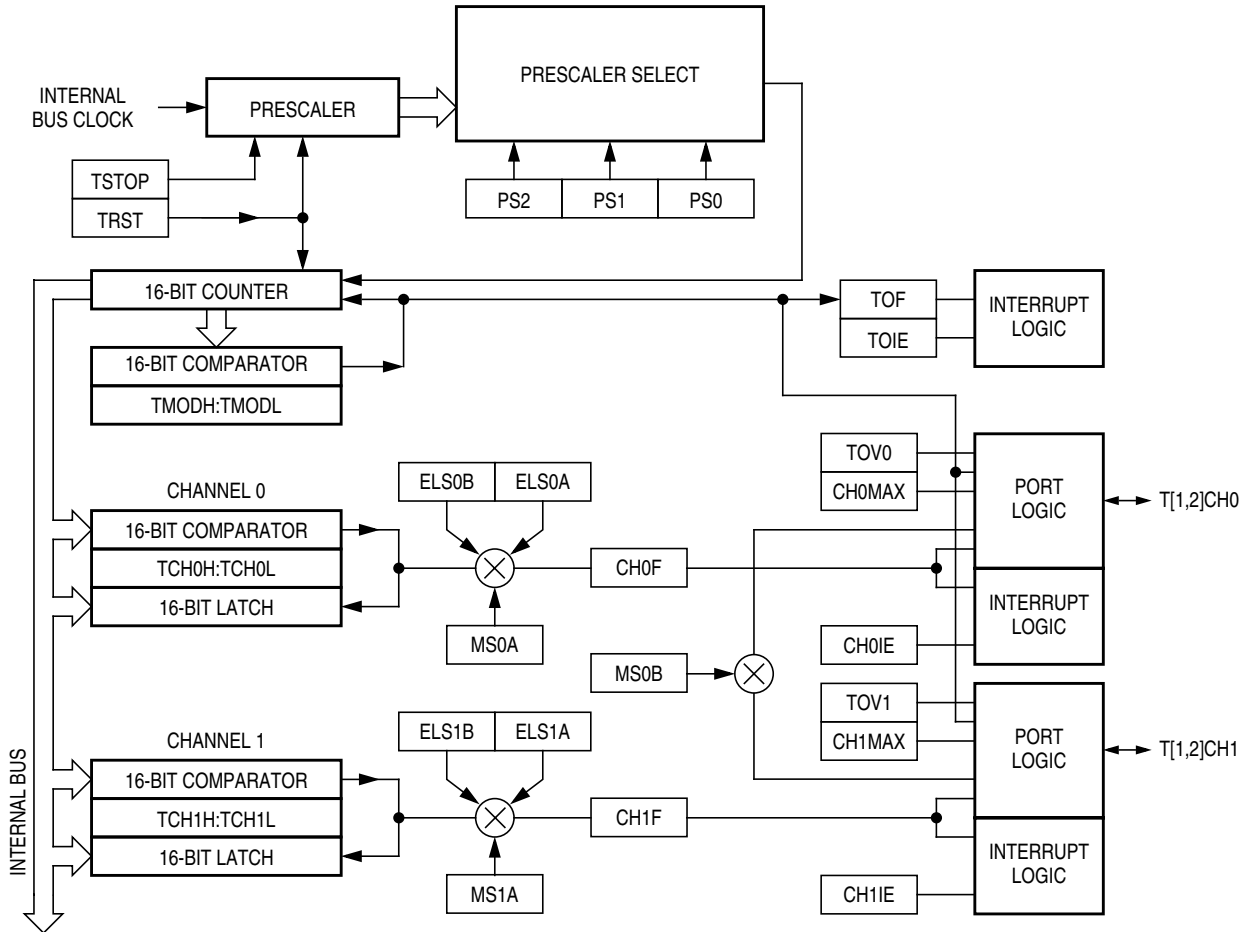 INTERNAL
BUS CLOCK
PRESCALER
PRESCALER SELECT
TSTOP
TRST
PS2
PS1
PS0
16-BIT COUNTER
16-BIT COMPARATOR
TMODH:TMODL
TOF
TOIE
INTERRUPT
LOGIC
CHANNEL 0
16-BIT COMPARATOR
TCH0H:TCH0L
16-BIT LATCH
ELS0B
ELS0A
MS0A
CH0F
TOV0
CH0MAX
PORT
LOGIC
T[1,2]CH0
INTERRUPT
LOGIC
CH0IE
MS0B
CHANNEL 1
16-BIT COMPARATOR
TCH1H:TCH1L
16-BIT LATCH
ELS1B
ELS1A
MS1A
CH1F
TOV1
CH1MAX
PORT
LOGIC
T[1,2]CH1
INTERRUPT
LOGIC
CH1IE
INTERNAL BUS